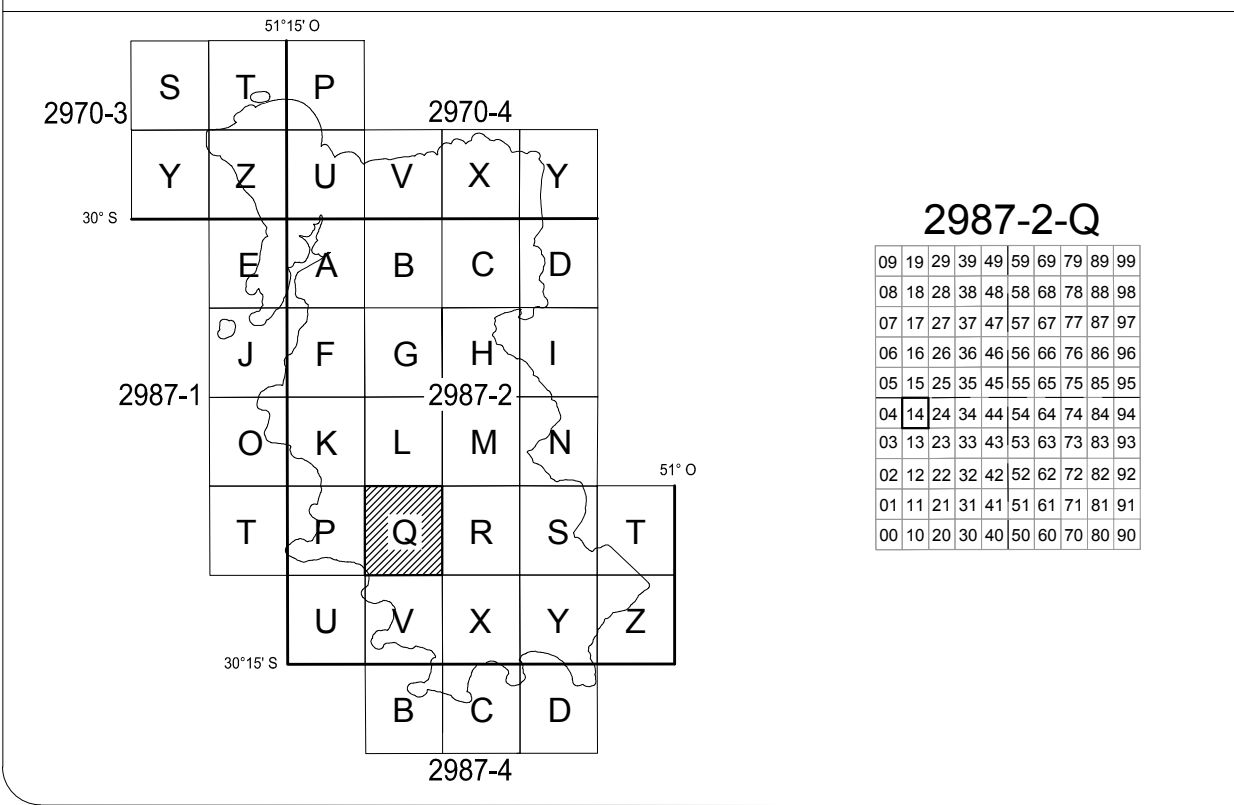 51°15' O
S T P
2970-3 2970-4
Y Z U V X Y
30° S
E A B C D
J F G H I
2987-1 2987-2
O K L M N
51° O
T P Q R S T
U V X Y Z
30°15' S
B C D
2987-4
2987-2-Q
09 19 29 39 49 59 69 79 89 99
08 18 28 38 48 58 68 78 88 98
07 17 27 37 47 57 67 77 87 97
06 16 26 36 46 56 66 76 86 96
05 15 25 35 45 55 65 75 85 95
04 14 24 34 44 54 64 74 84 94
03 13 23 33 43 53 63 73 83 93
02 12 22 32 42 52 62 72 82 92
01 11 21 31 41 51 61 71 81 91
00 10 20 30 40 50 60 70 80 90